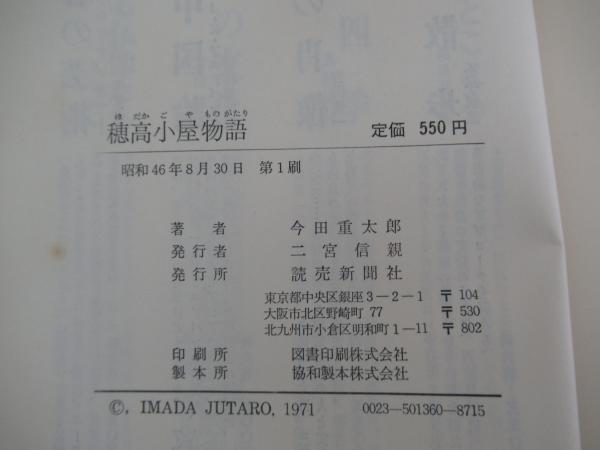 ほだかごやものがたり
穂高小屋物語 定価 550円
昭和46年8月30日 第1刷
著者 今田重太郎
発行者 二宮信親
発行所 読売新聞社
東京都中央区銀座3−2−1 〒104
大阪市北区野崎町77 〒530
北九州市小倉区明和町1−11 〒802
印刷所 図書印刷株式会社
製本所 協和製本株式会社
©, IMADA JUTARO, 1971 0023—501360—8715